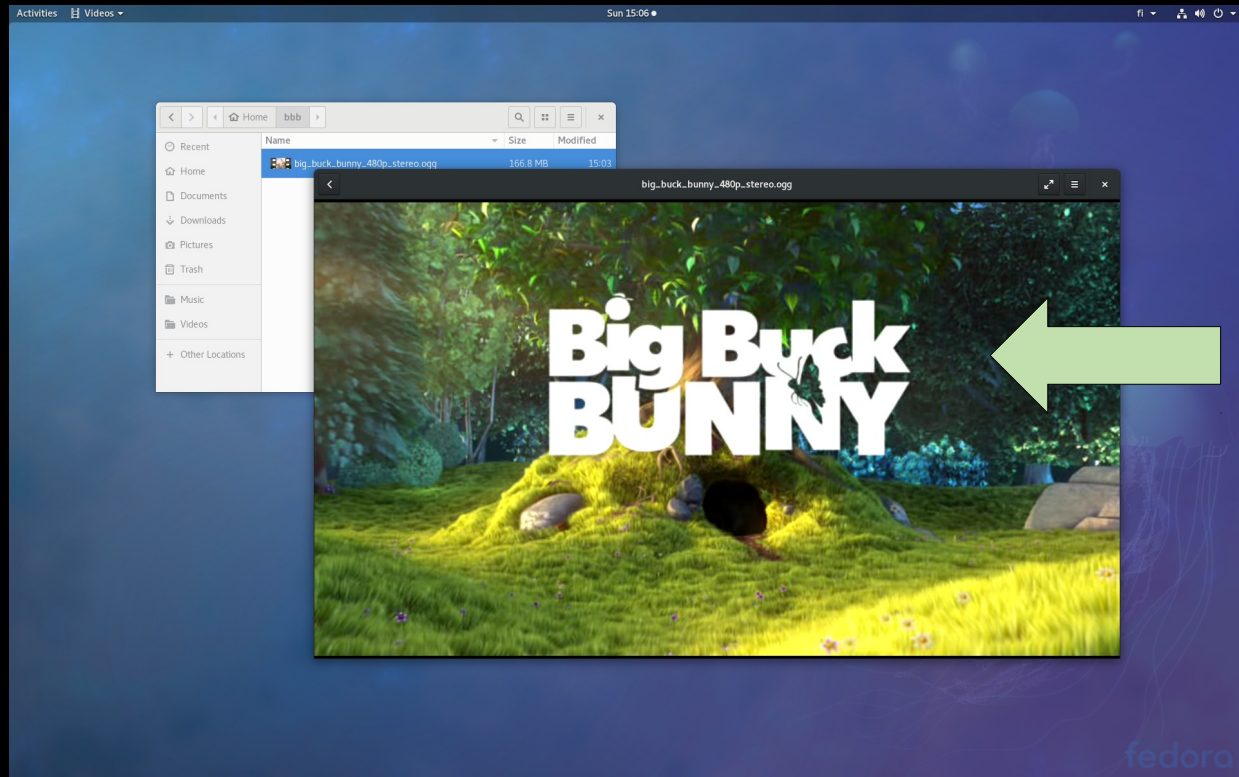 Activities Videos Sun 15:06 fi
Home bbb
Name Size Modified
big_buck_bunny_480p_stereo.ogg 166.8 MB 15:03
Recent
Home
Documents
Downloads
Pictures
Trash
Music
Videos
+ Other Locations
big_buck_bunny_480p_stereo.ogg
Big Buck
BUNNY
fedora